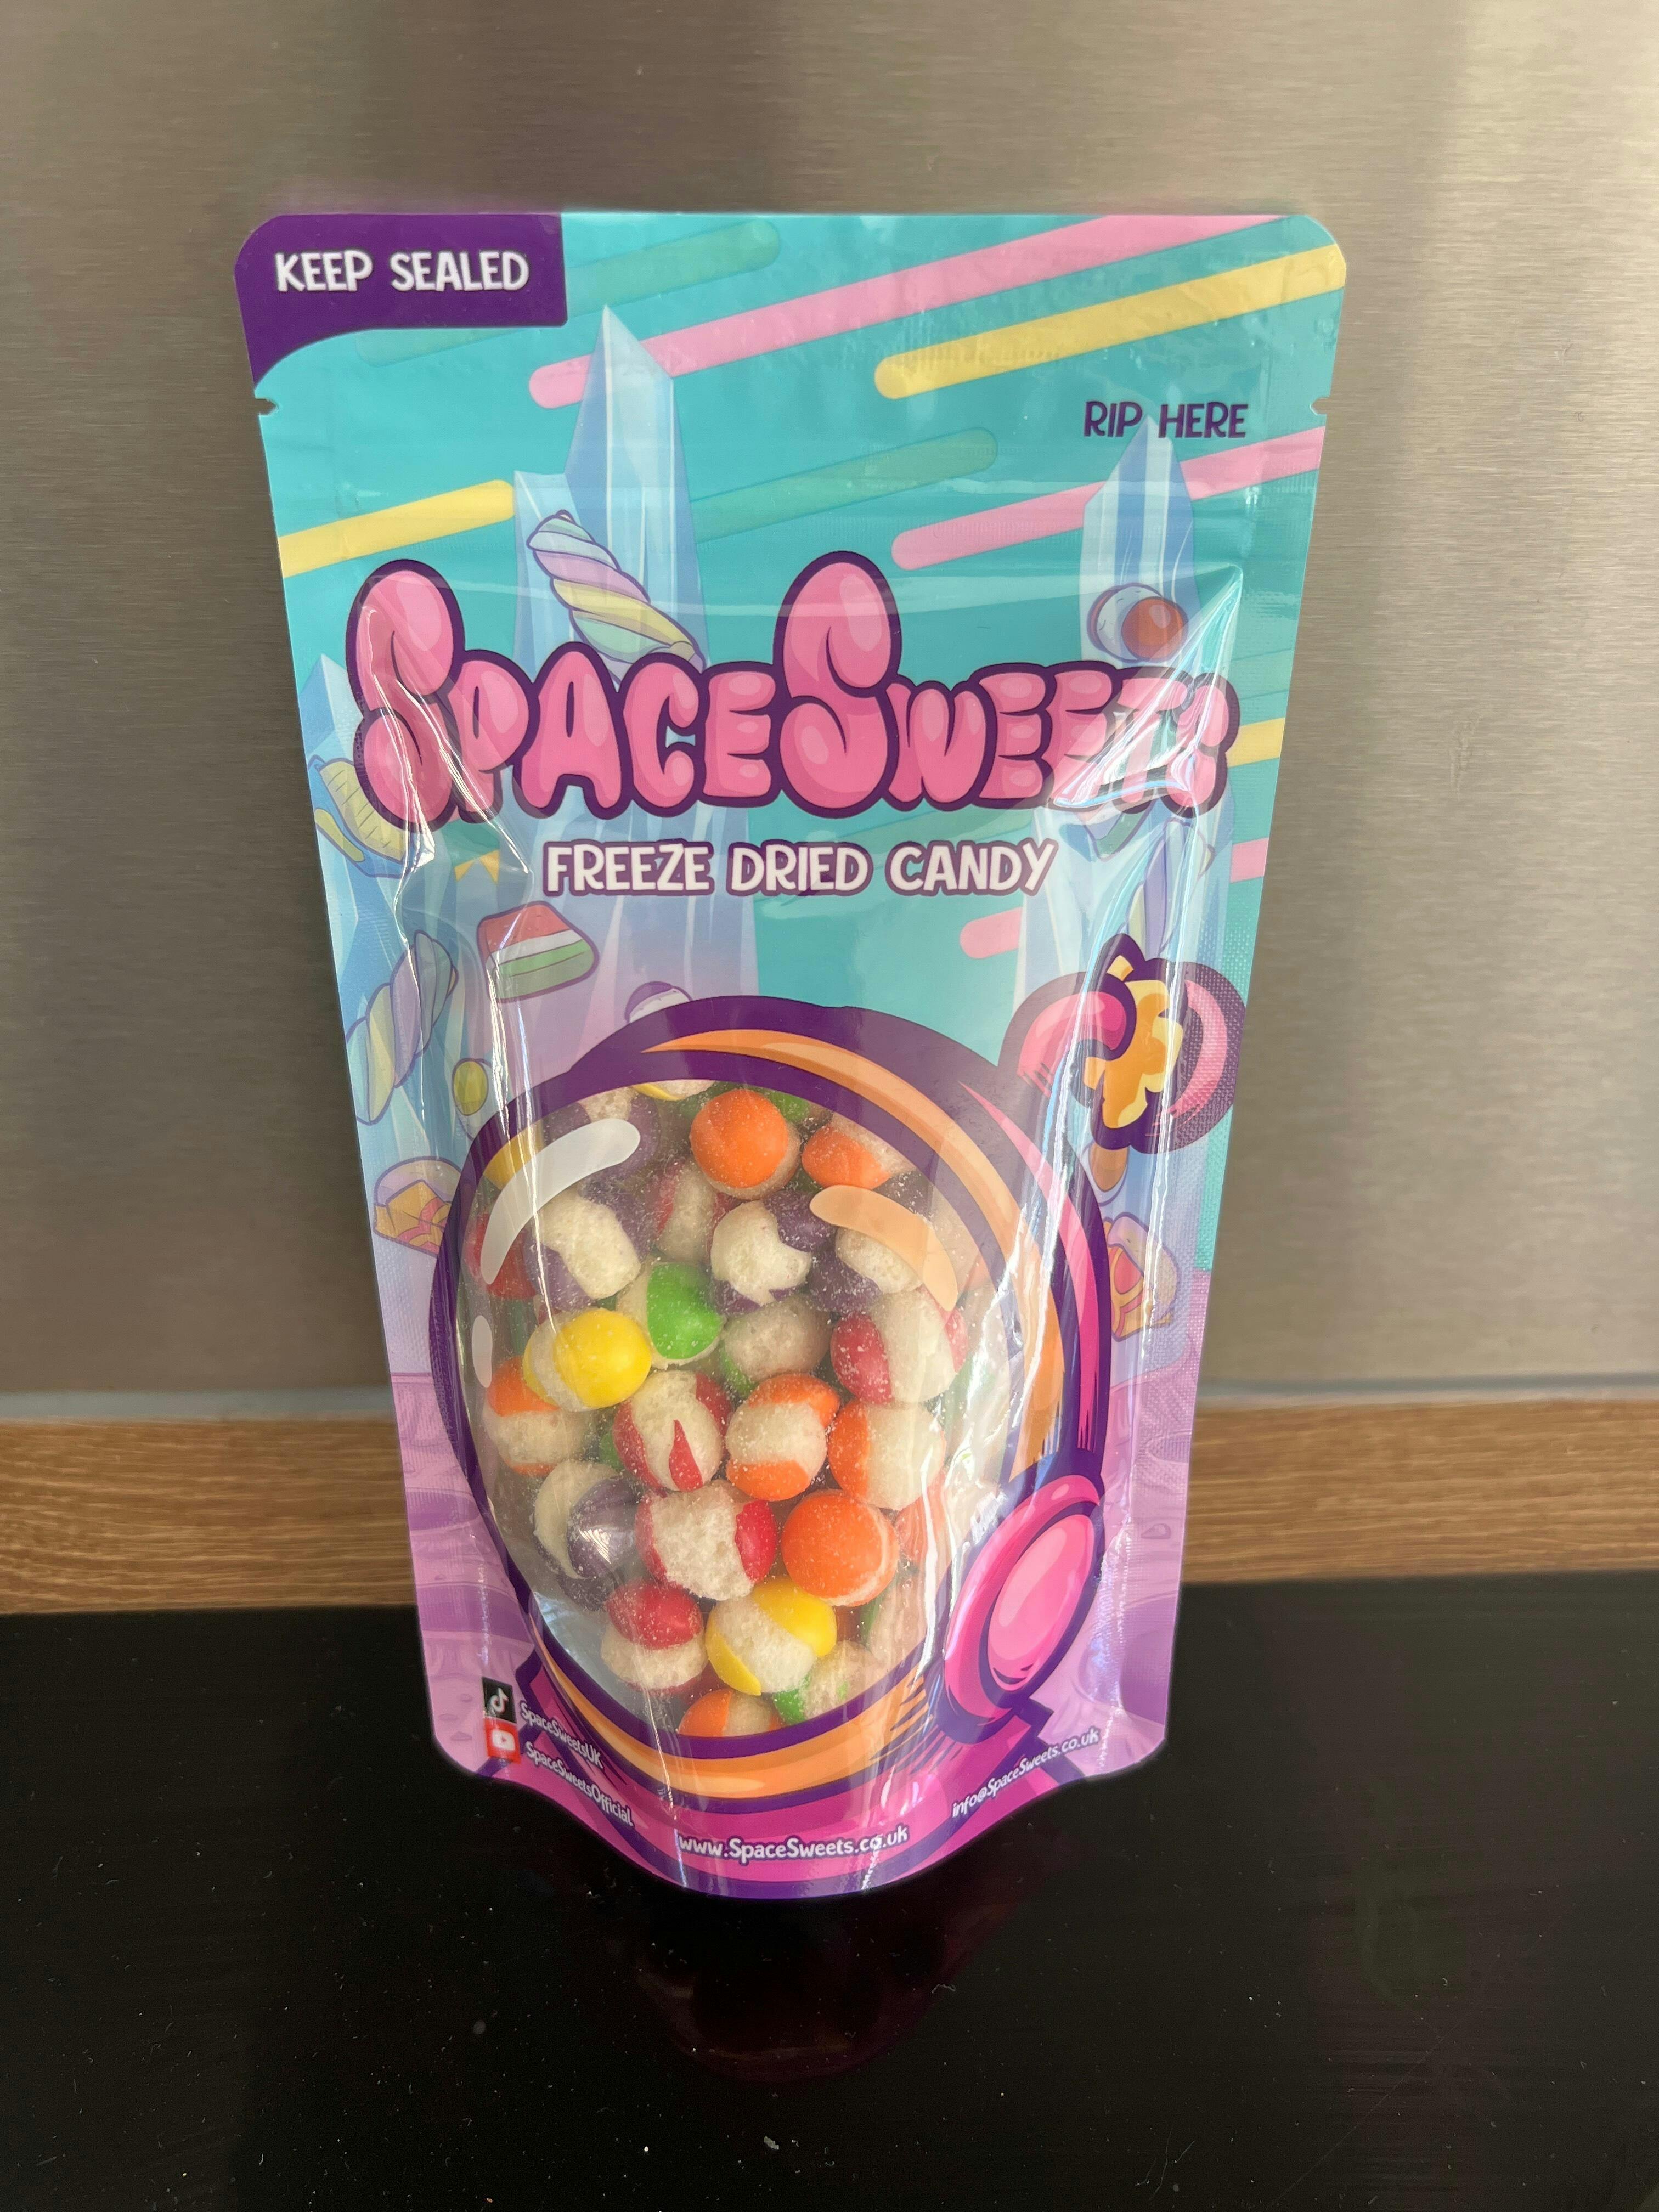 KEEP SEALED
RIP HERE
SPACESWEETS
FREEZE DRIED CANDY
SpaceSweetsUK
SpaceSweetsOfficial
www.SpaceSweets.co.uk
info@SpaceSweets.co.uk